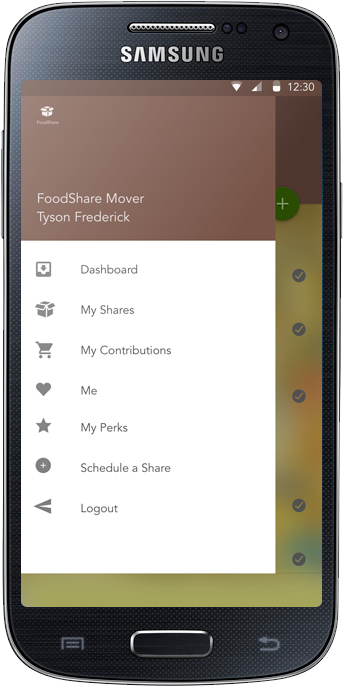 SAMSUNG
12:30
FoodShare
FoodShare Mover
Tyson Frederick
Dashboard
My Shares
My Contributions
Me
My Perks
Schedule a Share
Logout